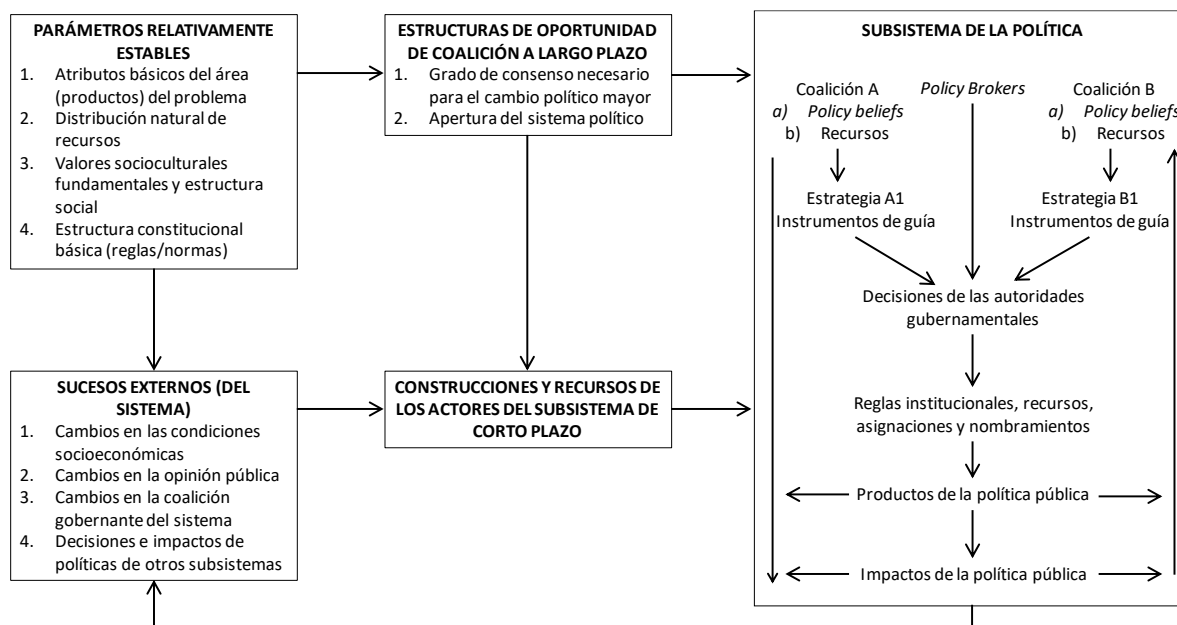 PARÁMETROS RELATIVAMENTE
ESTABLES
1. Atributos básicos del área
(productos) del problema
2. Distribución natural de
recursos
3. Valores socioculturales
fundamentales y estructura
social
4. Estructura constitucional
básica (reglas/normas)
ESTRUCTURAS DE OPORTUNIDAD
DE COALICIÓN A LARGO PLAZO
1. Grado de consenso necesario
para el cambio político mayor
2. Apertura del sistema político
SUBSISTEMA DE LA POLÍTICA
Coalición A
a) Policy beliefs
b) Recursos
Policy Brokers
Coalición B
a) Policy beliefs
b) Recursos
Estrategia A1
Instrumentos de guía
Estrategia B1
Instrumentos de guía
Decisiones de las autoridades
gubernamentales
Reglas institucionales, recursos,
asignaciones y nombramientos
Productos de la política pública
Impactos de la política pública
SUCESOS EXTERNOS (DEL
SISTEMA)
1. Cambios en las condiciones
socioeconómicas
2. Cambios en la opinión pública
3. Cambios en la coalición
gobernante del sistema
4. Decisiones e impactos de
políticas de otros subsistemas
CONSTRUCCIONES Y RECURSOS DE
LOS ACTORES DEL SUBSISTEMA DE
CORTO PLAZO